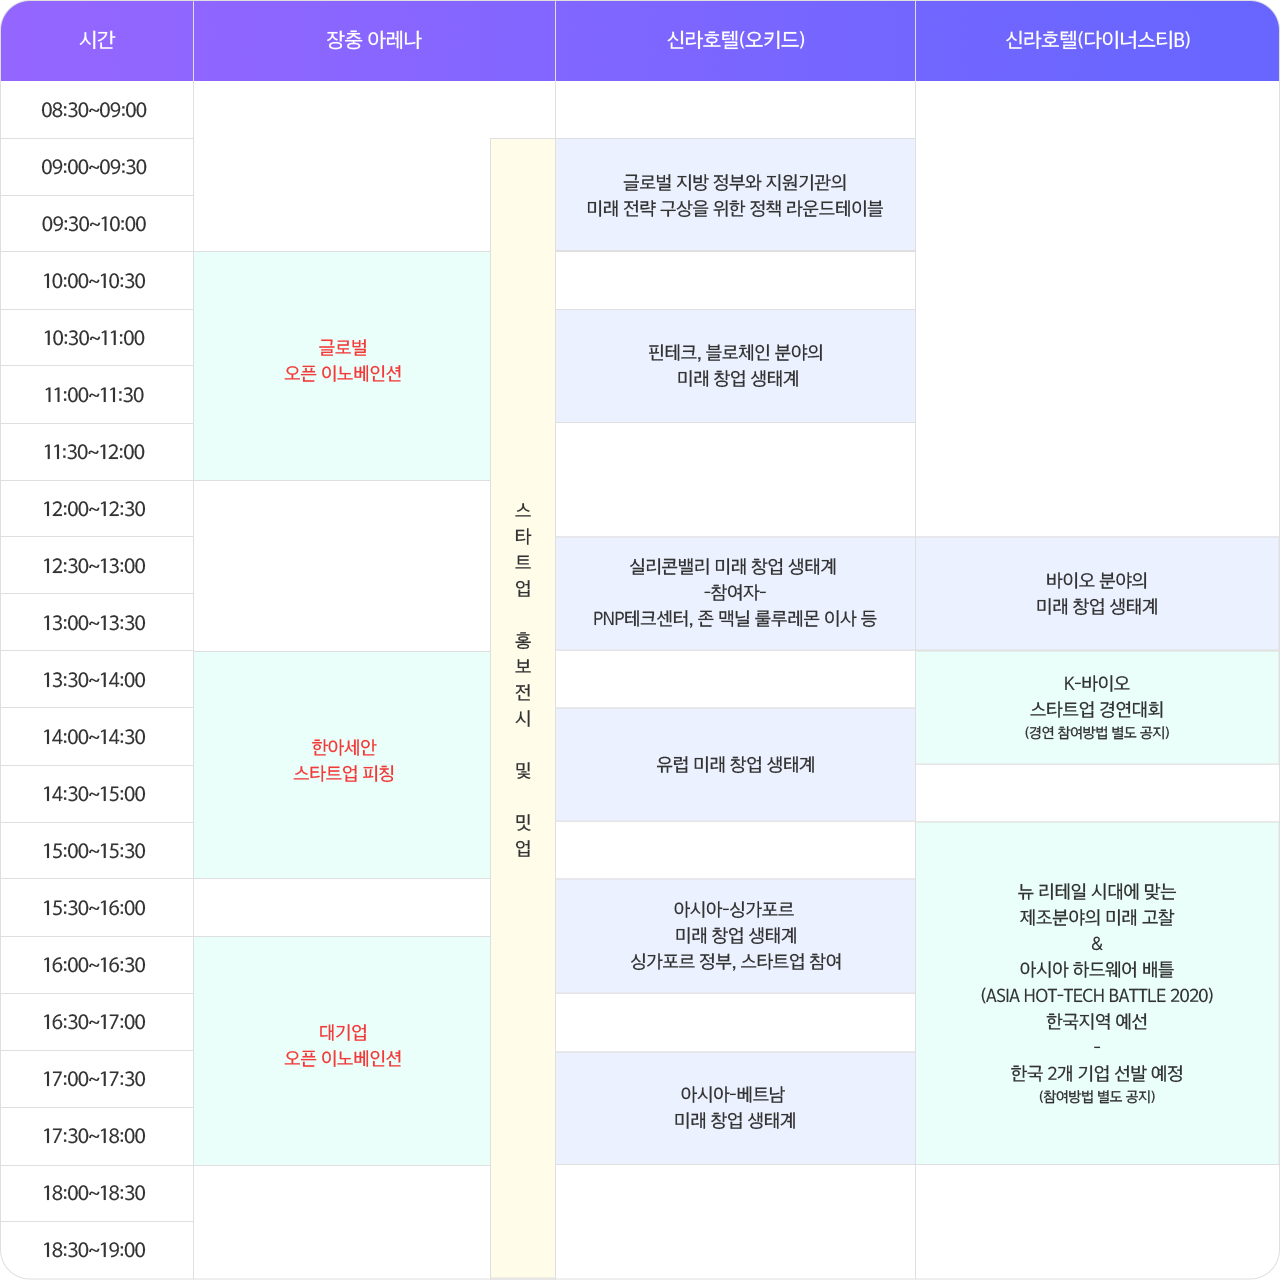 시간
장충 아레나
신라호텔(오키드)
신라호텔(다이너스티B)
08:30~09:00
09:00~09:30
09:30~10:00
10:00~10:30
10:30~11:00
11:00~11:30
11:30~12:00
12:00~12:30
12:30~13:00
13:00~13:30
13:30~14:00
14:00~14:30
14:30~15:00
15:00~15:30
15:30~16:00
16:00~16:30
16:30~17:00
17:00~17:30
17:30~18:00
18:00~18:30
18:30~19:00
글로벌
오픈 이노베인션
한아세안
스타트업 피칭
대기업
오픈 이노베인션
스타트업 홍보전시 및 밋업
글로벌 지방 정부와 지원기관의
미래 전략 구상을 위한 정책 라운드테이블
핀테크, 블로체인 분야의
미래 창업 생태계
실리콘밸리 미래 창업 생태계
-참여자-
PNP테크센터, 존 맥닐 룰루레몬 이사 등
유럽 미래 창업 생태계
아시아-싱가포르
미래 창업 생태계
싱가포르 정부, 스타트업 참여
아시아-베트남
미래 창업 생태계
바이오 분야의
미래 창업 생태계
K-바이오
스타트업 경연대회
(경연 참여방법 별도 공지)
뉴 리테일 시대에 맞는
제조분야의 미래 고찰
&
아시아 하드웨어 배틀
(ASIA HOT-TECH BATTLE 2020)
한국지역 예선
-
한국 2개 기업 선발 예정
(참여방법 별도 공지)